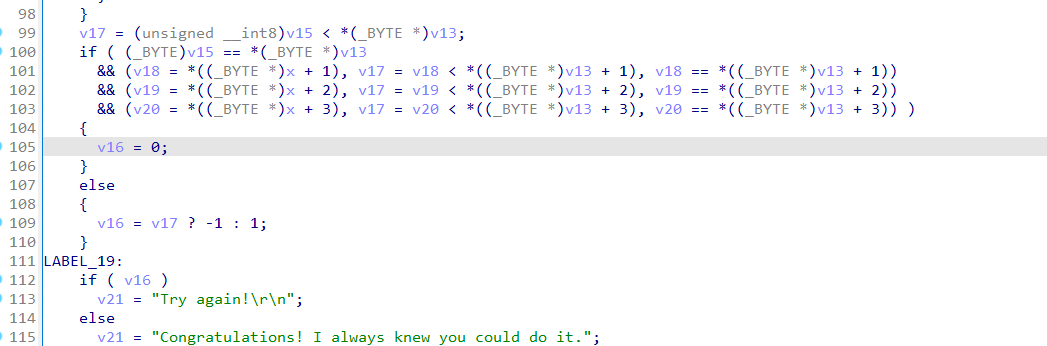 98 }
99 v17 = (unsigned __int8)v15 < *(_BYTE *)v13;
100 if ( (_BYTE)v15 == *(_BYTE *)v13
101 && (v18 = *((_BYTE *)x + 1), v17 = v18 < *((_BYTE *)v13 + 1), v18 == *((_BYTE *)v13 + 1))
102 && (v19 = *((_BYTE *)x + 2), v17 = v19 < *((_BYTE *)v13 + 2), v19 == *((_BYTE *)v13 + 2))
103 && (v20 = *((_BYTE *)x + 3), v17 = v20 < *((_BYTE *)v13 + 3), v20 == *((_BYTE *)v13 + 3)) )
104 {
105 v16 = 0;
106 }
107 else
108 {
109 v16 = v17 ? -1 : 1;
110 }
111 LABEL_19:
112 if ( v16 )
113 v21 = "Try again!\r\n";
114 else
115 v21 = "Congratulations! I always knew you could do it.";